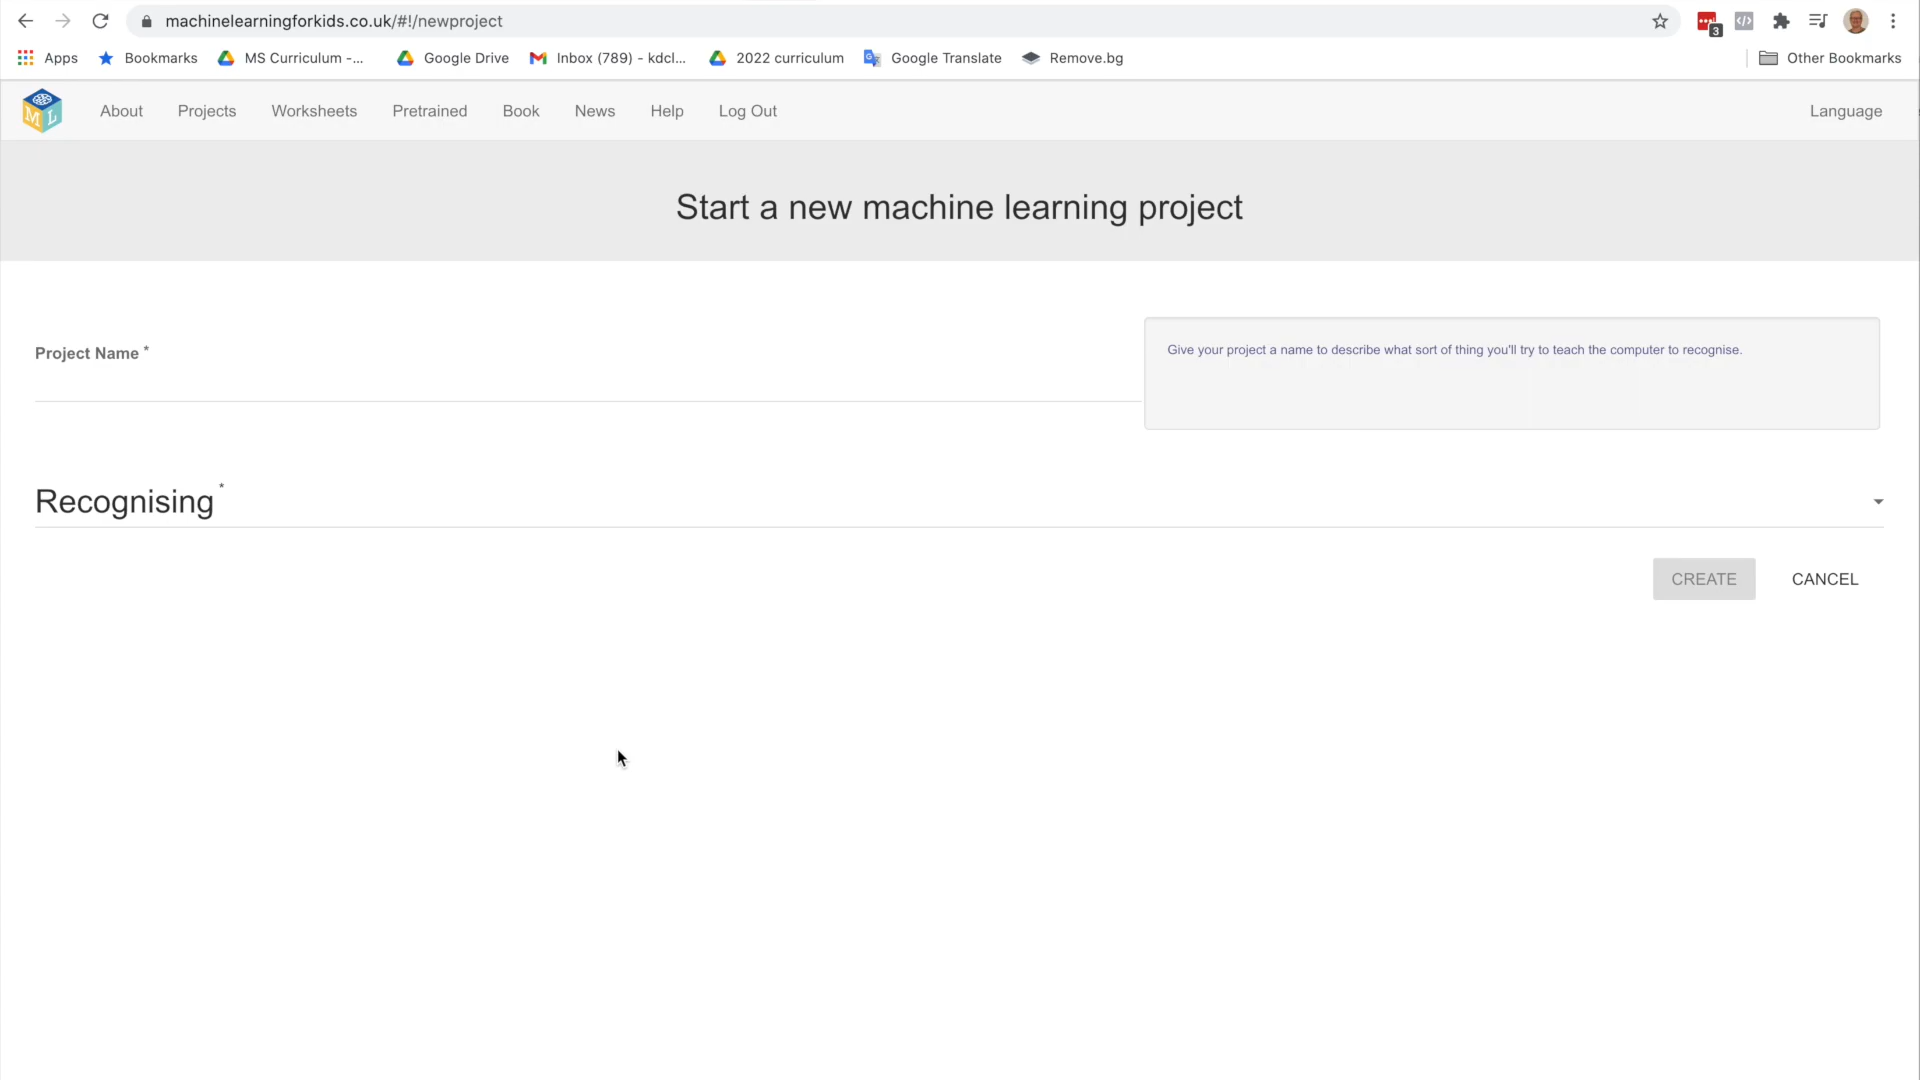 machinelearningforkids.co.uk/#!/newproject
3
Apps Bookmarks MS Curriculum -... Google Drive Inbox (789) - kdcl... 2022 curriculum Google Translate Remove.bg Other Bookmarks
M L About Projects Worksheets Pretrained Book News Help Log Out Language
Start a new machine learning project
Project Name *
Give your project a name to describe what sort of thing you'll try to teach the computer to recognise.
Recognising *
CREATE CANCEL